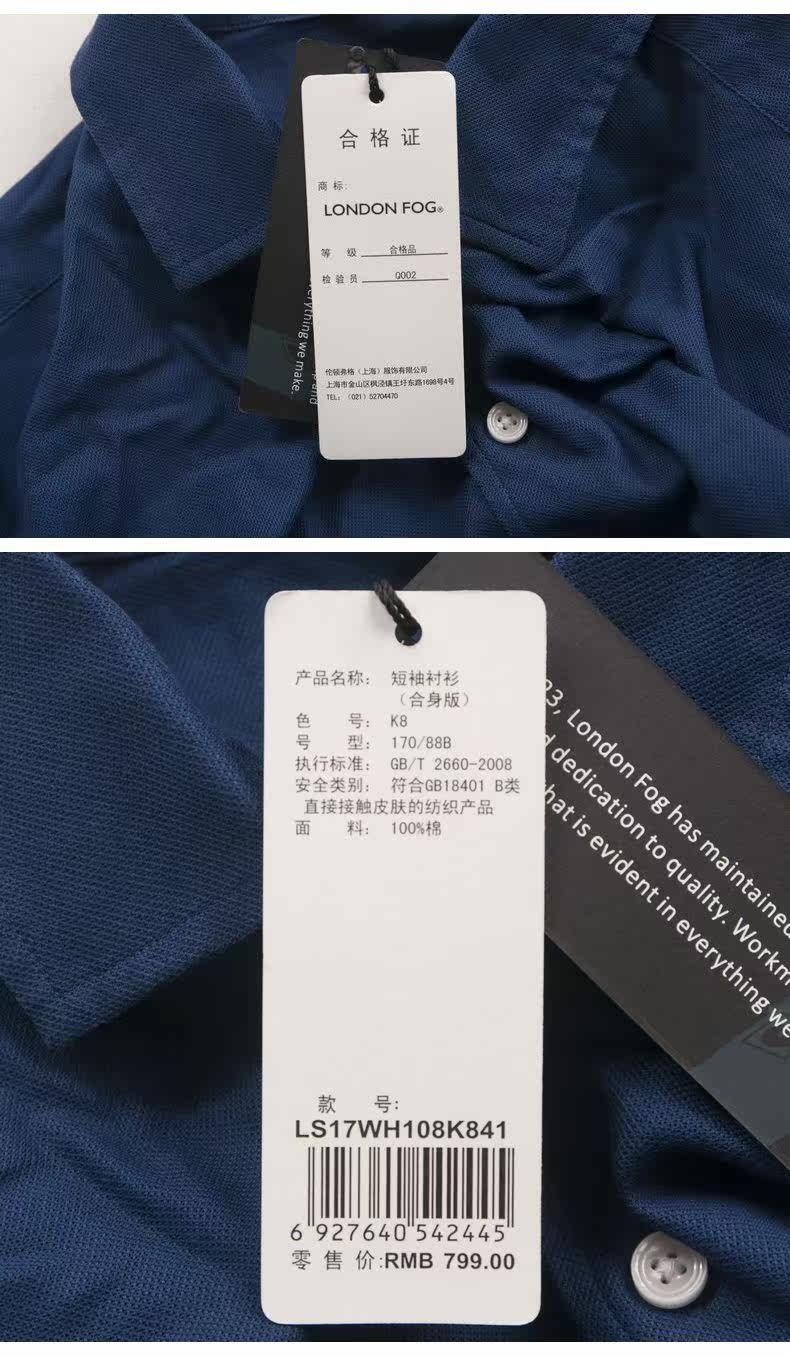 合格证
商 标:
LONDON FOG®
等 级 合格品
检 验 员 Q002
伦顿弗格（上海）服饰有限公司
上海市金山区枫泾镇王圩东路1698号4号
TEL: （021）52704470
everything we make.
and
产品名称： 短袖衬衫
（合身版）
色 号： K8
号 型： 170/88B
执行标准： GB/T 2660-2008
安全类别： 符合GB18401 B类
直接接触皮肤的纺织产品
面 料： 100%棉
款 号:
LS17WH108K841
6 927640 542445
零 售 价:RMB 799.00
3, London Fog has maintained
dedication to quality. Workm
hat is evident in everything we